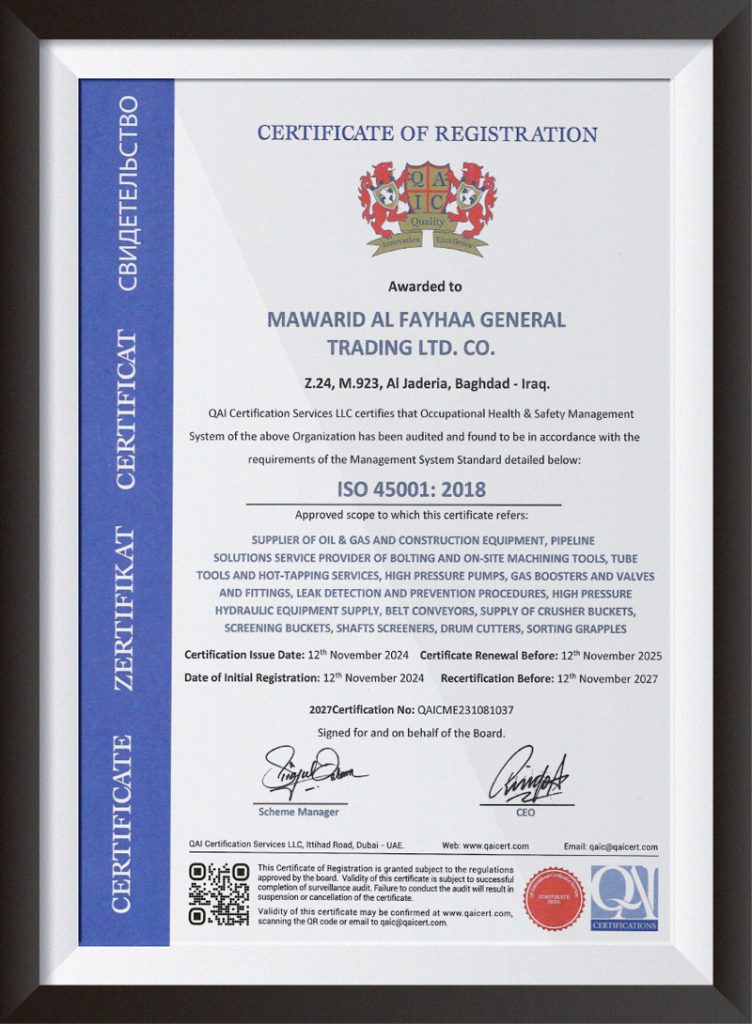 CERTIFICATE OF REGISTRATION
QA
IC
Quality
Innovation Excellence
Awarded to
MAWARID AL FAYHAA GENERAL
TRADING LTD. CO.
Z.24, M.923, Al Jaderia, Baghdad - Iraq.
QAI Certification Services LLC certifies that Occupational Health & Safety Management
System of the above Organization has been audited and found to be in accordance with the
requirements of the Management System Standard detailed below:
ISO 45001: 2018
Approved scope to which this certificate refers:
SUPPLIER OF OIL & GAS AND CONSTRUCTION EQUIPMENT, PIPELINE
SOLUTIONS SERVICE PROVIDER OF BOLTING AND ON-SITE MACHINING TOOLS, TUBE
TOOLS AND HOT-TAPPING SERVICES, HIGH PRESSURE PUMPS, GAS BOOSTERS AND VALVES
AND FITTINGS, LEAK DETECTION AND PREVENTION PROCEDURES, HIGH PRESSURE
HYDRAULIC EQUIPMENT SUPPLY, BELT CONVEYORS, SUPPLY OF CRUSHER BUCKETS,
SCREENING BUCKETS, SHAFTS SCREENERS, DRUM CUTTERS, SORTING GRAPPLES
Certification Issue Date: 12th November 2024 Certificate Renewal Before: 12th November 2025
Date of Initial Registration: 12th November 2024 Recertification Before: 12th November 2027
2027Certification No: QAICME231081037
Signed for and on behalf of the Board.
Scheme Manager CEO
QAI Certification Services LLC, Ittihad Road, Dubai - UAE. Web: www.qaicert.com Email: qaic@qaicert.com
This Certificate of Registration is granted subject to the regulations
approved by the board. Validity of this certificate is subject to successful
completion of surveillance audit. Failure to conduct the audit will result in
suspension or cancellation of the certificate.
Validity of this certificate may be confirmed at www.qaicert.com,
scanning the QR code or email to qaic@qaicert.com.
CORPORATE
SEAL
QAI
CERTIFICATIONS
CERTIFICATE ZERTIFIKAT CERTIFICAT СВИДЕТЕЛЬСТВО